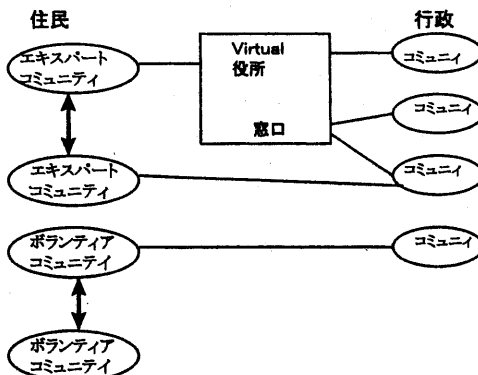 住民
行政
エキスパート
コミュニティ
Virtual
役所
窓口
コミュニィ
コミュニィ
エキスパート
コミュニティ
コミュニィ
ボランティア
コミュニテイ
コミュニィ
ボランティア
コミュニテイ